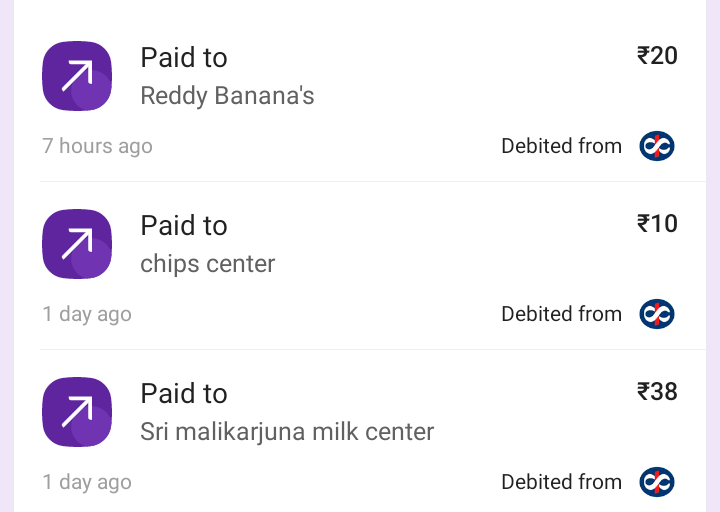 Paid to
₹20
Reddy Banana's
7 hours ago
Debited from
Paid to
₹10
chips center
1 day ago
Debited from
Paid to
₹38
Sri malikarjuna milk center
1 day ago
Debited from